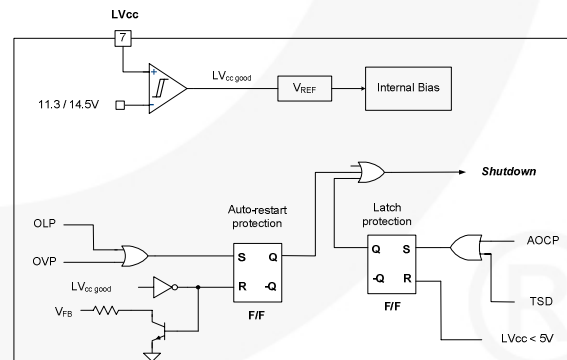 LVcc
7
LVcc good
VREF
Internal Bias
11.3 / 14.5V
Shutdown
Auto-restart
protection
Latch
protection
OLP
OVP
S Q
R -Q
F/F
Q S
-Q R
F/F
AOCP
TSD
LVcc good
VFB
LVcc < 5V
®